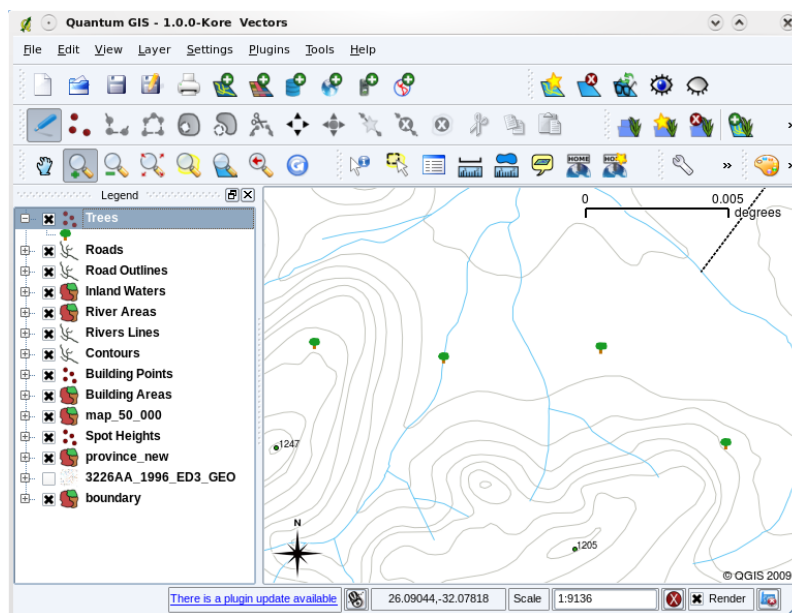 Quantum GIS - 1.0.0-Kore Vectors
File Edit View Layer Settings Plugins Tools Help
Legend
Trees
Roads
Road Outlines
Inland Waters
River Areas
Rivers Lines
Contours
Building Points
Building Areas
map_50_000
Spot Heights
province_new
3226AA_1996_ED3_GEO
boundary
0 0.005
degrees
1247
1205
N
© QGIS 2009
There is a plugin update available 26.09044,-32.07818 Scale 1:9136 Render